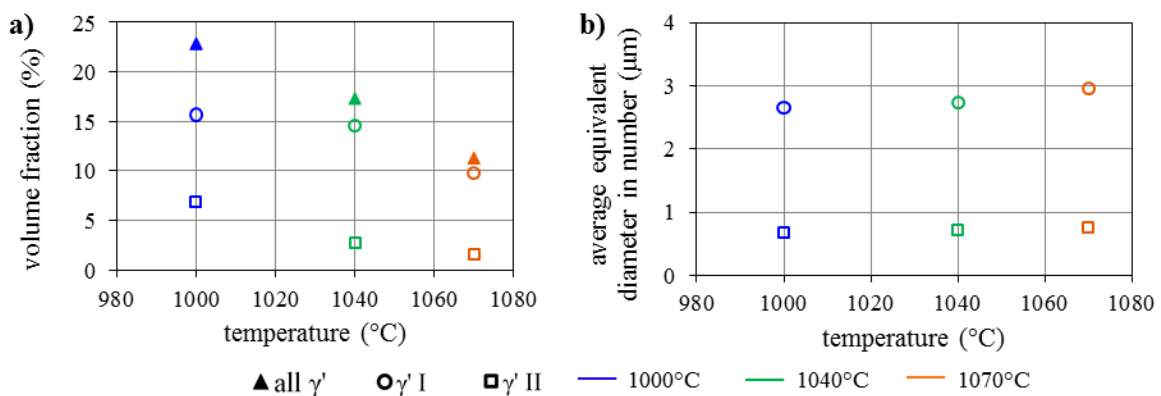 a)
volume fraction (%)
25
20
15
10
5
0
980 1000 1020 1040 1060 1080
temperature (°C)
b)
average equivalent
diameter in number (μm)
4
3
2
1
0
980 1000 1020 1040 1060 1080
temperature (°C)
all γ' γ' I γ' II 1000°C 1040°C 1070°C